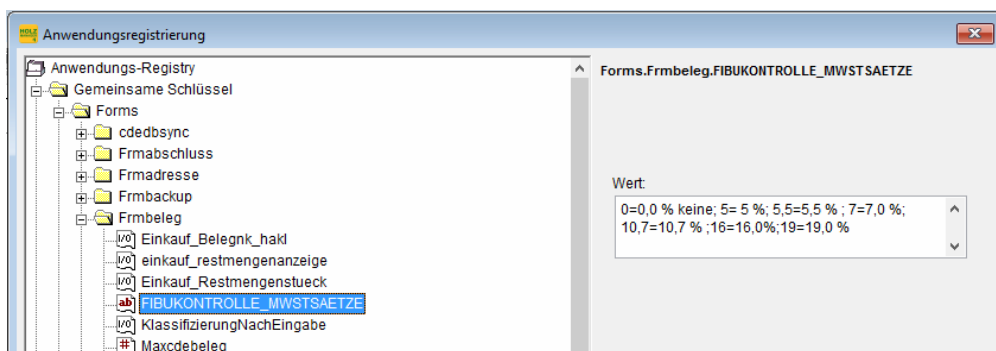 Anwendungsregistrierung
Anwendungs-Registry
Gemeinsame Schlüssel
Forms
cdedbsync
Frmabschluss
Frmadresse
Frmbackup
Frmbeleg
Einkauf_Belegnk_hakl
einkauf_restmengenanzeige
Einkauf_Restmengenstueck
FIBUKONTROLLE_MWSTSAETZE
KlassifizierungNachEingabe
Maxcdebeleg
Forms.Frmbeleg.FIBUKONTROLLE_MWSTSAETZE
Wert:
0=0,0 % keine; 5= 5 %; 5,5=5,5 % ; 7=7,0 %;
10,7=10,7 % ;16=16,0%;19=19,0 %